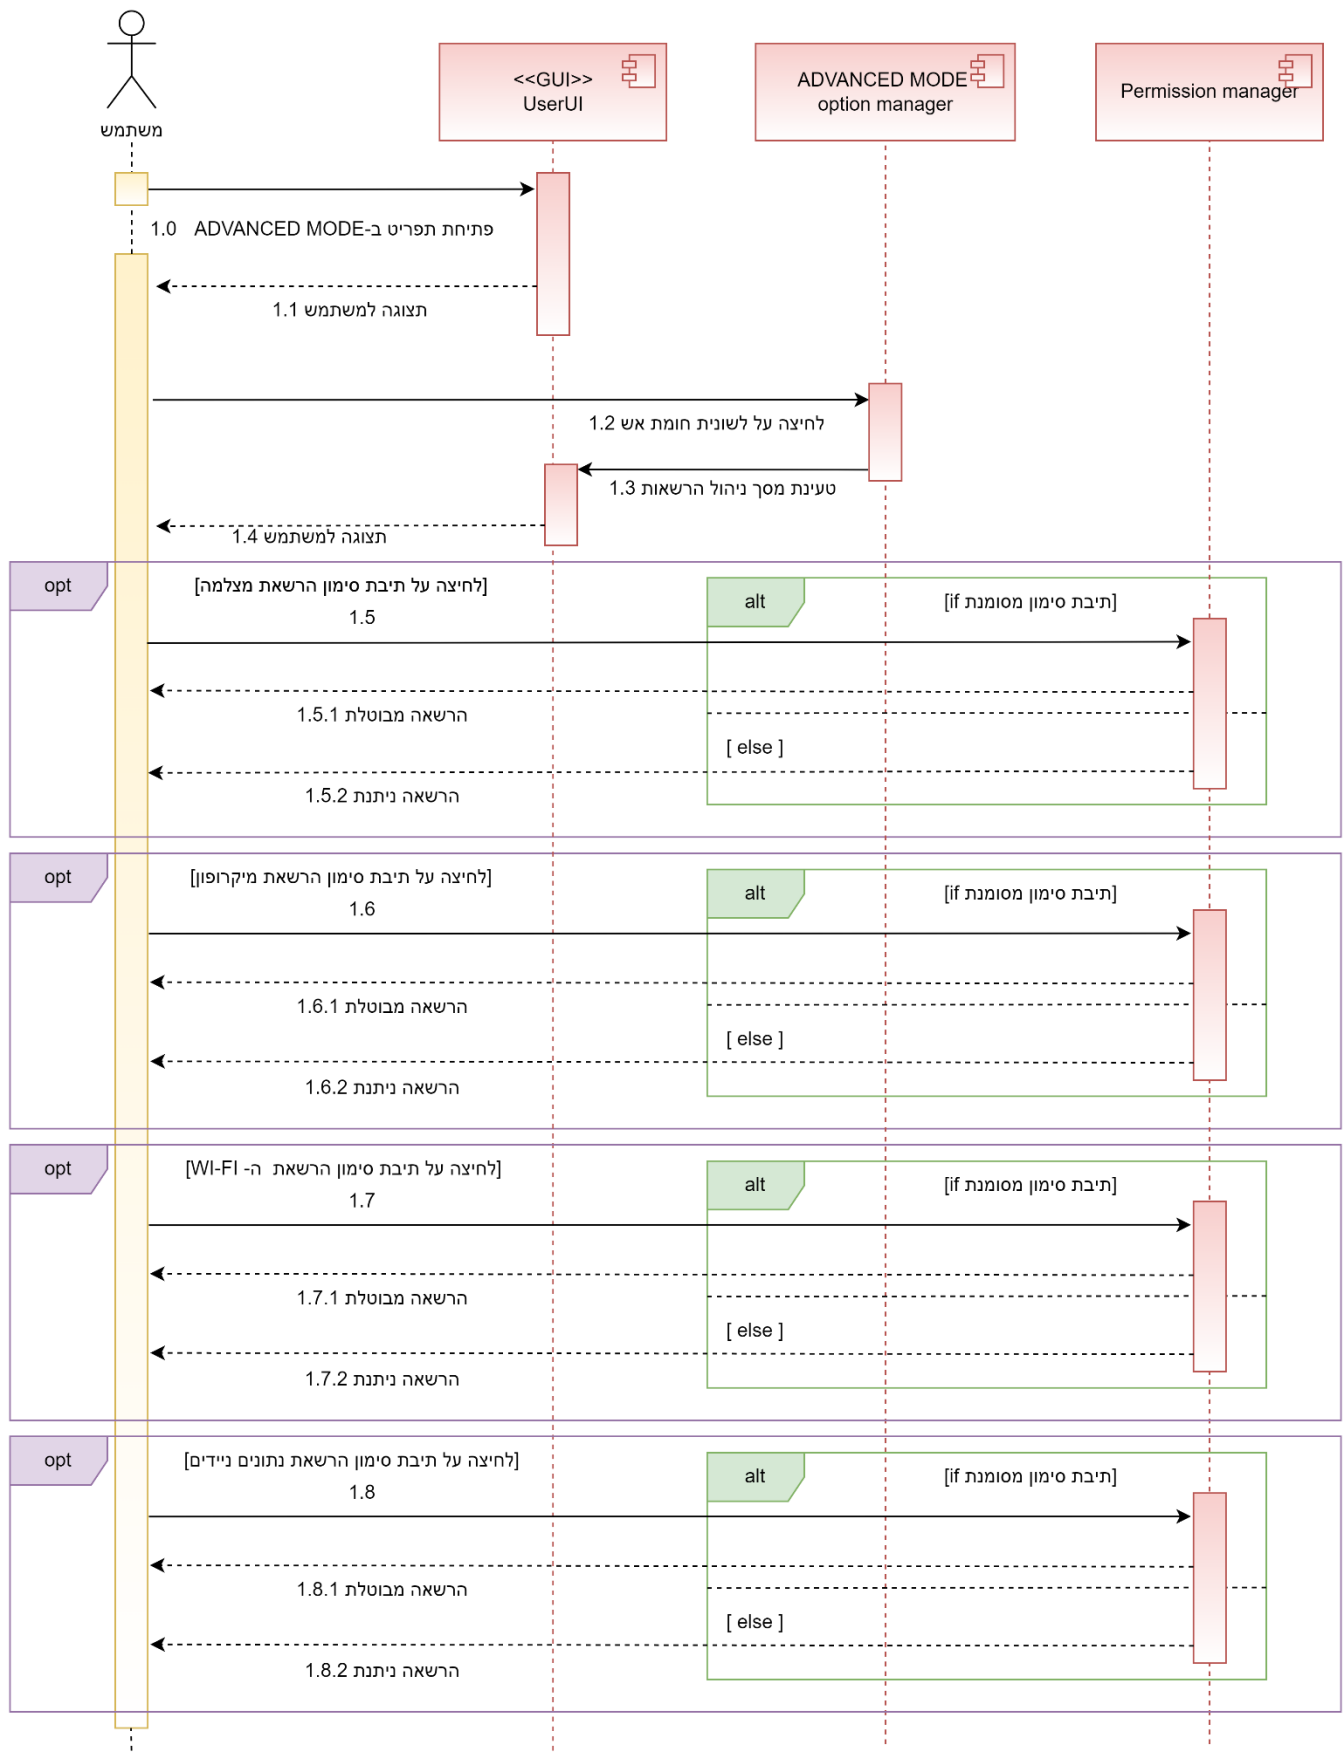 משתמש
<<GUI>>
UserUI
ADVANCED MODE
option manager
Permission manager
1.0 פתיחת תפריט ב-ADVANCED MODE
1.1 תצוגה למשתמש
1.2 לחיצה על לשונית חומת אש
1.3 טעינת מסך ניהול הרשאות
1.4 תצוגה למשתמש
opt
[לחיצה על תיבת סימון הרשאת מצלמה]
1.5
alt
[if תיבת סימון מסומנת]
1.5.1 הרשאה מבוטלת
[ else ]
1.5.2 הרשאה ניתנת
opt
[לחיצה על תיבת סימון הרשאת מיקרופון]
1.6
alt
[if תיבת סימון מסומנת]
1.6.1 הרשאה מבוטלת
[ else ]
1.6.2 הרשאה ניתנת
opt
[לחיצה על תיבת סימון הרשאת ה- WI-FI]
1.7
alt
[if תיבת סימון מסומנת]
1.7.1 הרשאה מבוטלת
[ else ]
1.7.2 הרשאה ניתנת
opt
[לחיצה על תיבת סימון הרשאת נתונים ניידים]
1.8
alt
[if תיבת סימון מסומנת]
1.8.1 הרשאה מבוטלת
[ else ]
1.8.2 הרשאה ניתנת